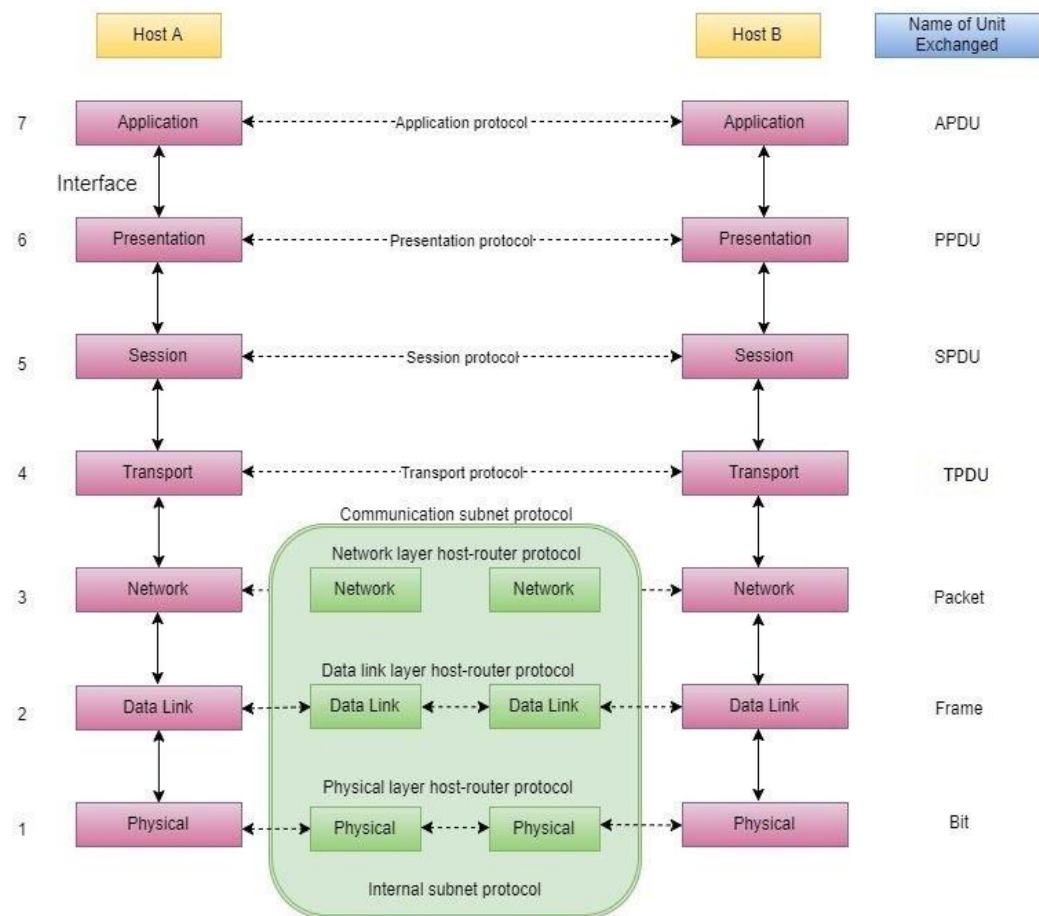 Host A
Host B
Name of Unit
Exchanged
7
Application
Application protocol
Application
APDU
Interface
6
Presentation
Presentation protocol
Presentation
PPDU
5
Session
Session protocol
Session
SPDU
4
Transport
Transport protocol
Transport
TPDU
Communication subnet protocol
Network layer host-router protocol
3
Network
Network
Network
Network
Packet
Data link layer host-router protocol
2
Data Link
Data Link
Data Link
Data Link
Frame
Physical layer host-router protocol
1
Physical
Physical
Physical
Physical
Bit
Internal subnet protocol